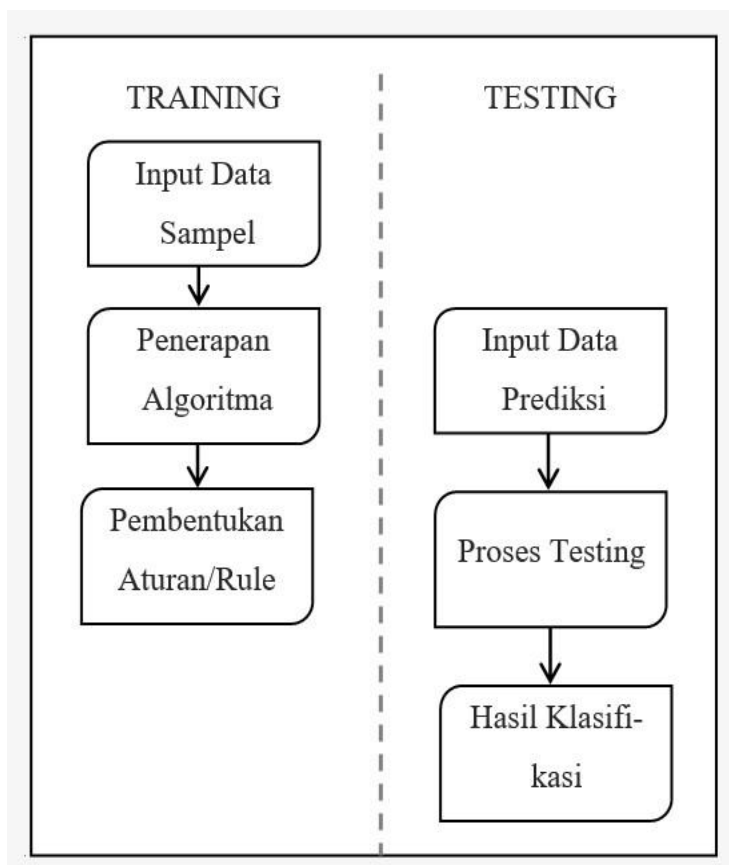 TRAINING
Input Data
Sampel
Penerapan
Algoritma
Pembentukan
Aturan/Rule
TESTING
Input Data
Prediksi
Proses Testing
Hasil Klasifi-
kasi